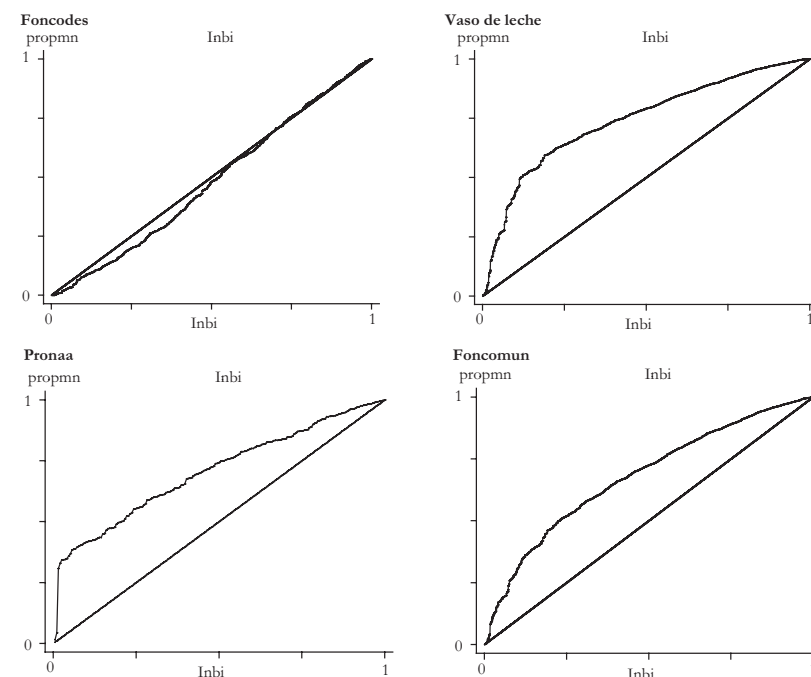 Foncodes
propmn Inbi
1
0
0 Inbi 1
Vaso de leche
propmn Inbi
1
0
0 Inbi 1
Pronaa
propmn Inbi
1
0
0 Inbi 1
Foncomun
propmn Inbi
1
0
0
Inbi